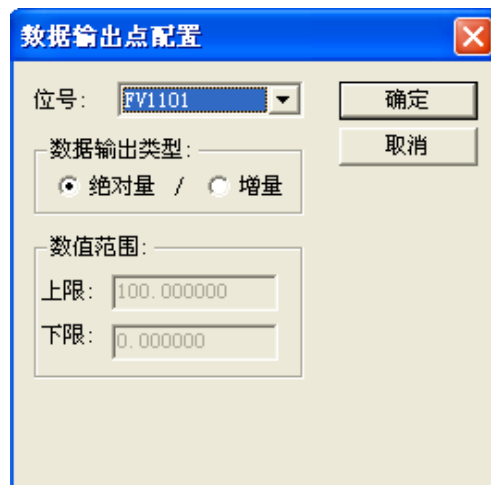 数据输出点配置
位号: FV1101
确定
取消
数据输出类型:
绝对量 / 增量
数值范围:
上限: 100.000000
下限: 0.000000